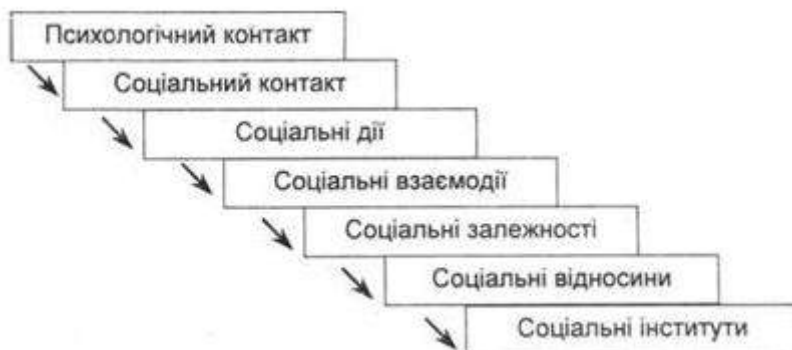 Психологічний контакт
Соціальний контакт
Соціальні дії
Соціальні взаємодії
Соціальні залежності
Соціальні відносини
Соціальні інститути